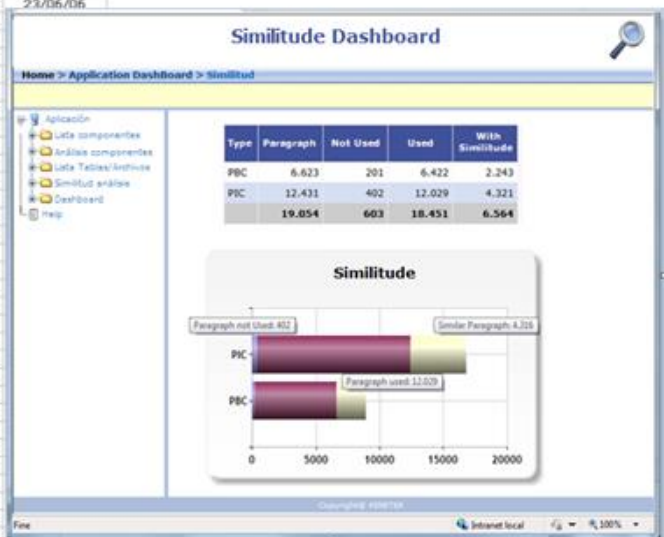 23/06/06
Similitude Dashboard
Home > Application DashBoard > Similitud
Aplicación
Lista componentes
Análisis componentes
Lista Tablas/Archivos
Similitud análisis
Dashboard
Help
Type Paragraph Not Used Used With Similitude
PBC 6.623 201 6.422 2.243
PIC 12.431 402 12.029 4.321
19.054 603 18.451 6.564
Similitude
Paragraph not Used: 402
Similar Paragraph: 4.316
PIC
Paragraph used: 12.029
PBC
0 5000 10000 15000 20000
Fine
Intranet local
100%